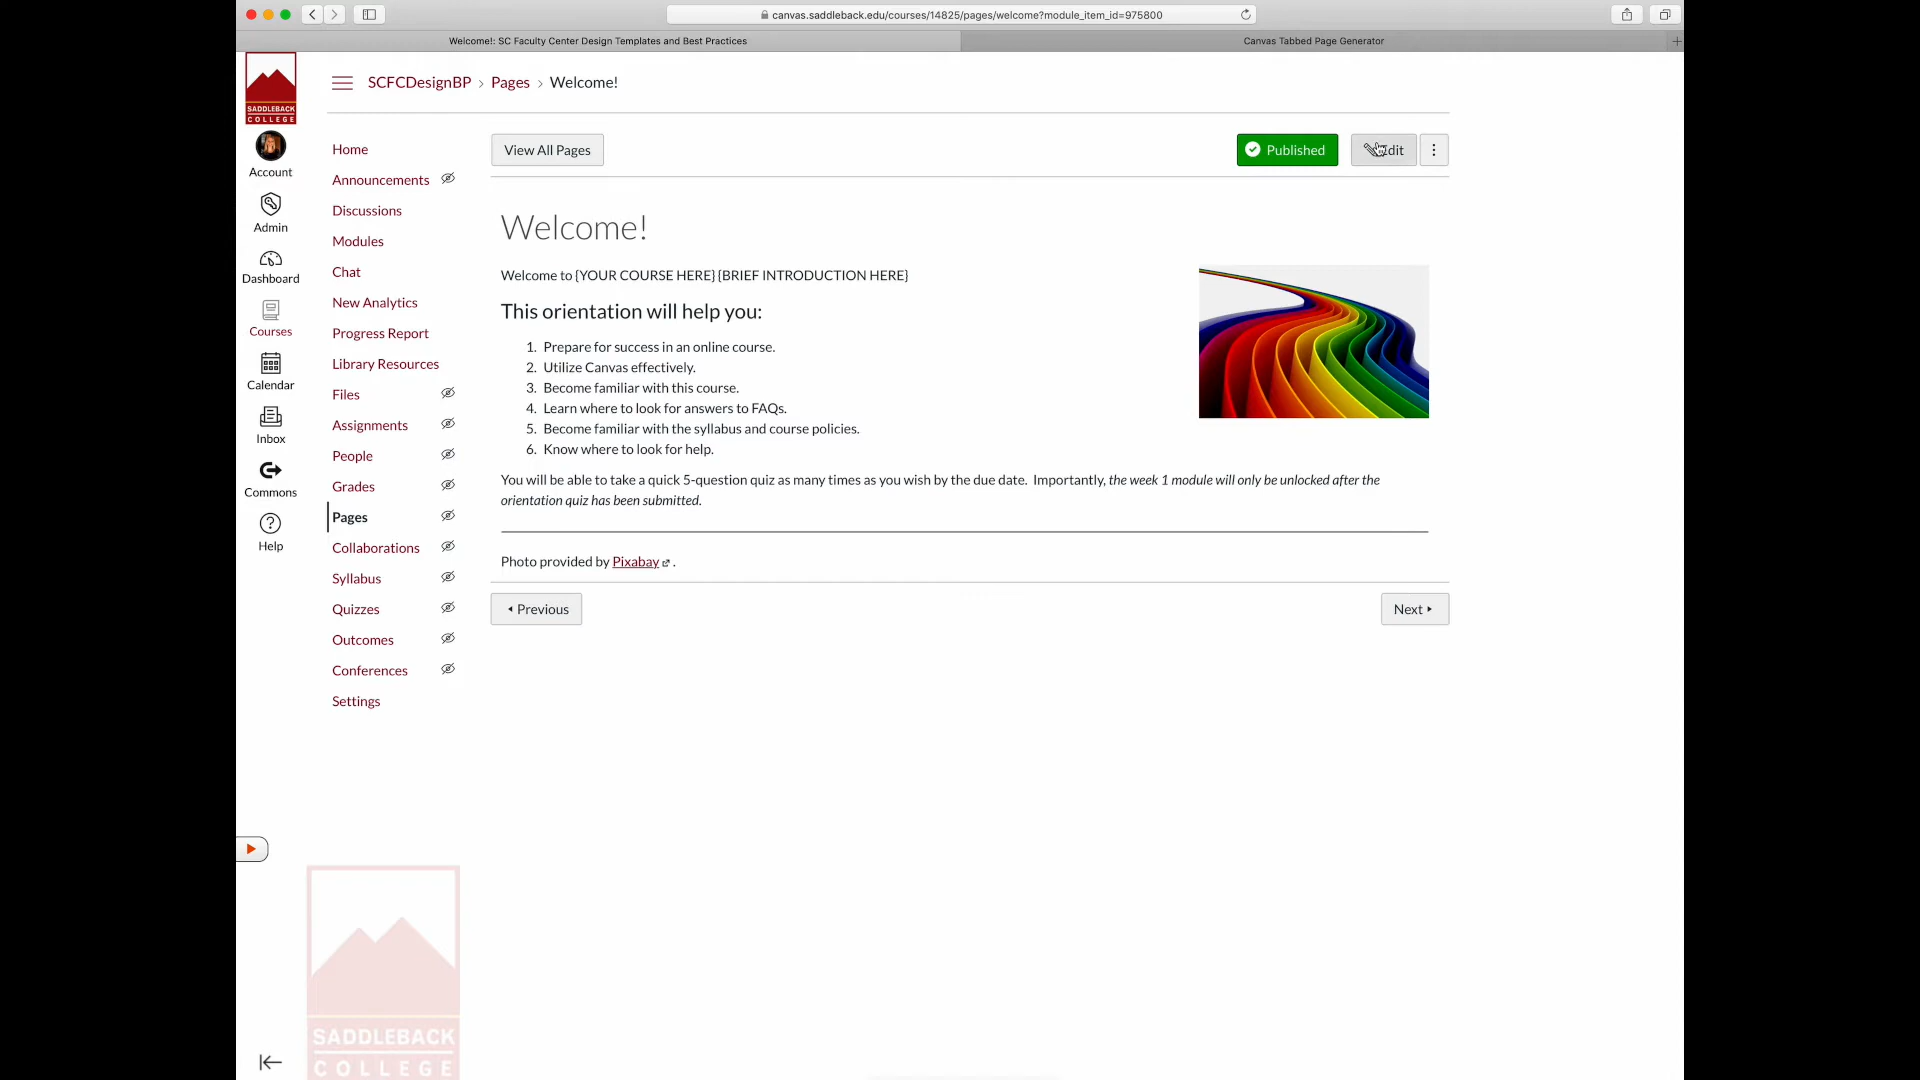 canvas.saddleback.edu/courses/14825/pages/welcome?module_item_id=975800
Welcome!: SC Faculty Center Design Templates and Best Practices
Canvas Tabbed Page Generator
SADDLEBACK
COLLEGE
SCFCDesignBP › Pages › Welcome!
Account
Admin
Dashboard
Courses
Calendar
Inbox
Commons
Help
Home
Announcements
Discussions
Modules
Chat
New Analytics
Progress Report
Library Resources
Files
Assignments
People
Grades
Pages
Collaborations
Syllabus
Quizzes
Outcomes
Conferences
Settings
View All Pages
Published
Edit
Welcome!
Welcome to {YOUR COURSE HERE} {BRIEF INTRODUCTION HERE}
This orientation will help you:
1. Prepare for success in an online course.
2. Utilize Canvas effectively.
3. Become familiar with this course.
4. Learn where to look for answers to FAQs.
5. Become familiar with the syllabus and course policies.
6. Know where to look for help.
You will be able to take a quick 5-question quiz as many times as you wish by the due date. Importantly, the week 1 module will only be unlocked after the
orientation quiz has been submitted.
Photo provided by Pixabay .
Previous
Next
SADDLEBACK
COLLEGE